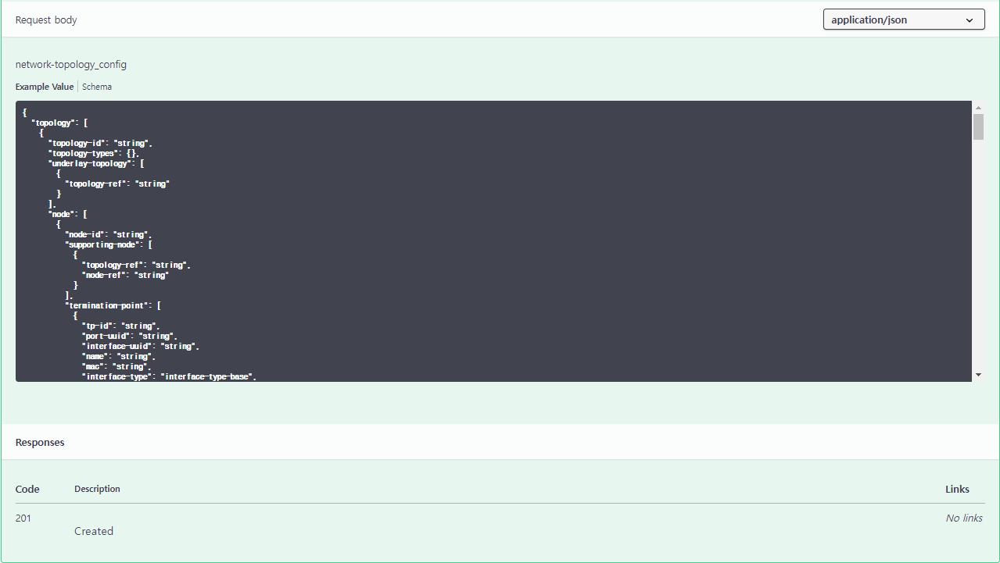 Request body
application/json
network-topology_config
Example Value Schema
{
"topology": [
{
"topology-id": "string",
"topology-types": {},
"underlay-topology": [
{
"topology-ref": "string"
}
],
"node": [
{
"node-id": "string",
"supporting-node": [
{
"topology-ref": "string",
"node-ref": "string"
}
],
"termination-point": [
{
"tp-id": "string",
"port-uuid": "string",
"interface-uuid": "string",
"name": "string",
"mac": "string",
"interface-type": "interface-type-base",
Responses
Code Description Links
201 No links
Created